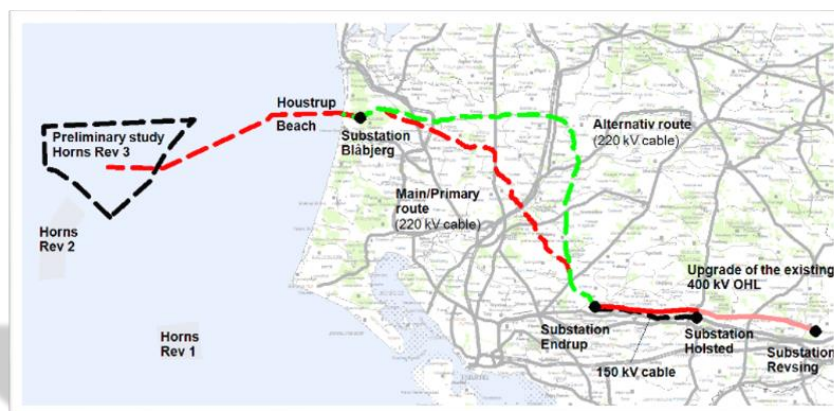 Houstrup
Beach
Preliminary study
Horns Rev 3
Substation
Blåbjerg
Alternativ route
(220 kV cable)
Main/Primary
route
(220 kV cable)
Horns
Rev 2
Upgrade of the existing
400 kV OHL
Horns
Rev 1
Substation
Endrup
150 kV cable
Substation
Holsted
Substation
Revsing